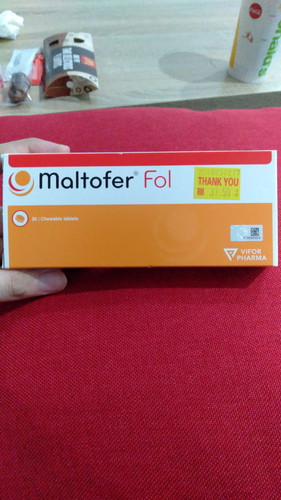 Maltofer® Fol
THANK YOU
30 | Chewable tablets
VIFOR
PHARMA